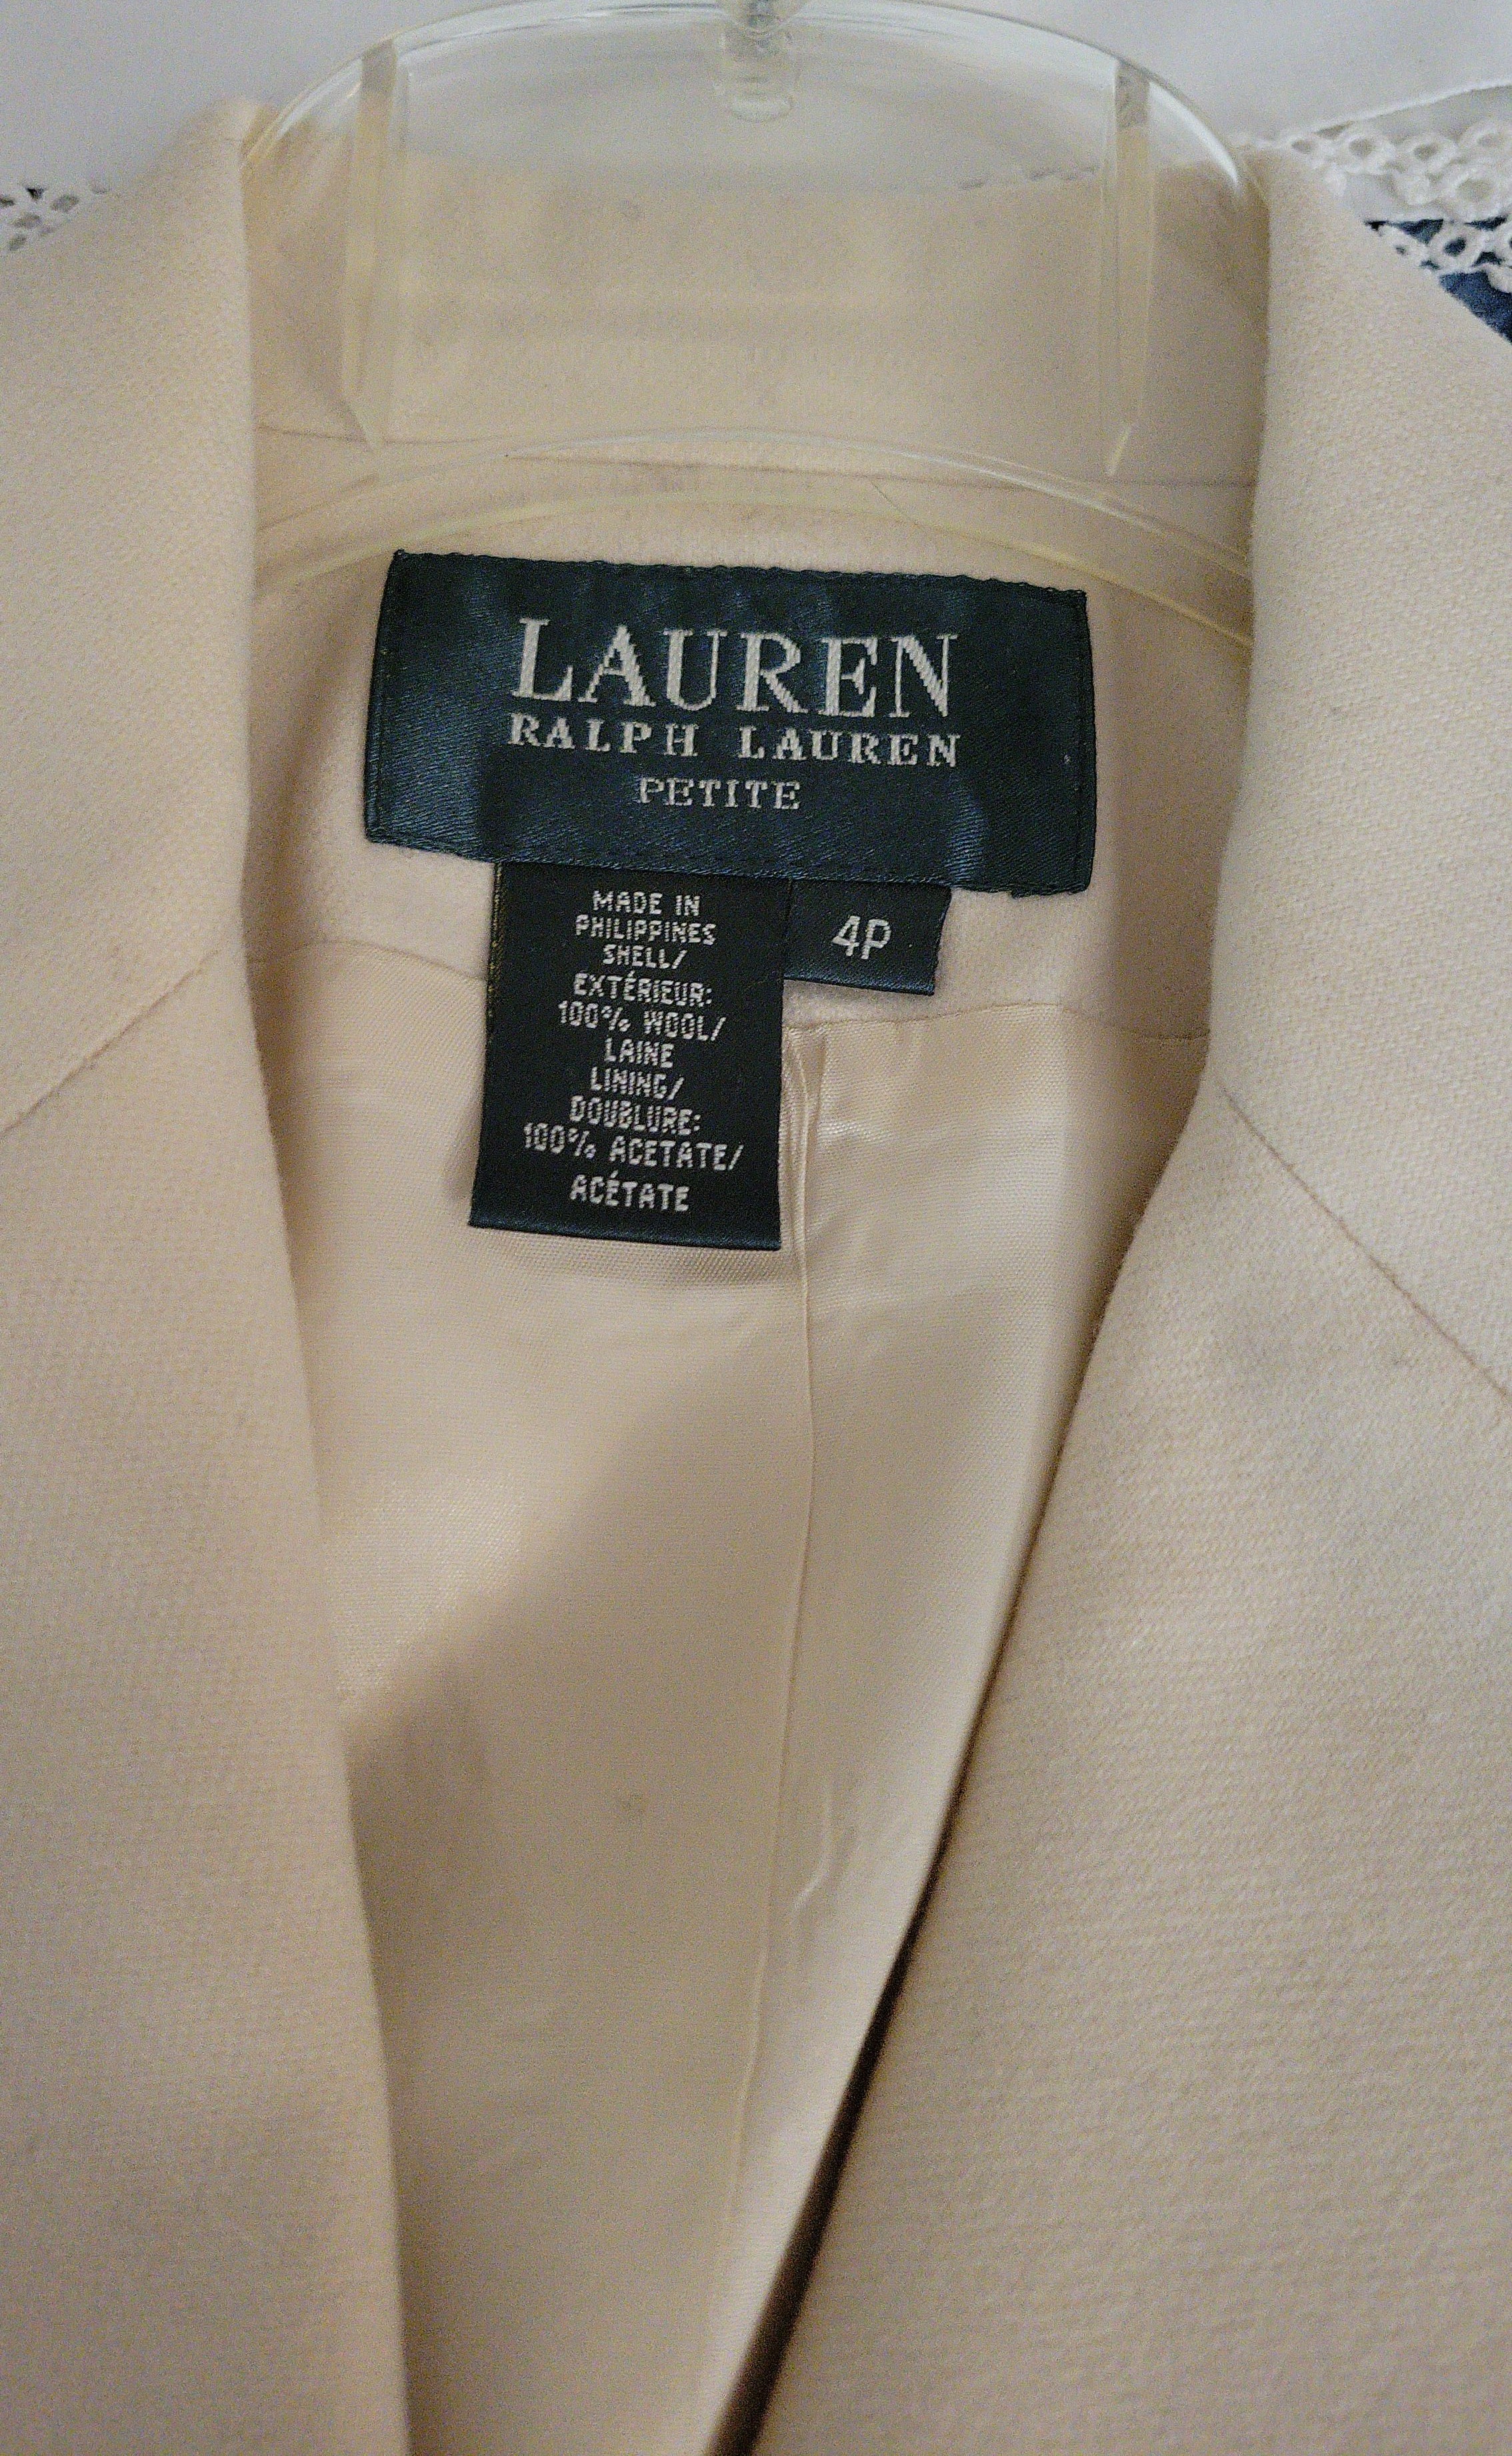 LAUREN
RALPH LAUREN
PETITE
MADE IN
PHILIPPINES
SHELL/
EXTÉRIEUR:
100% WOOL/
LAINE
LINING/
DOUBLURE:
100% ACETATE/
ACÉTATE
4P